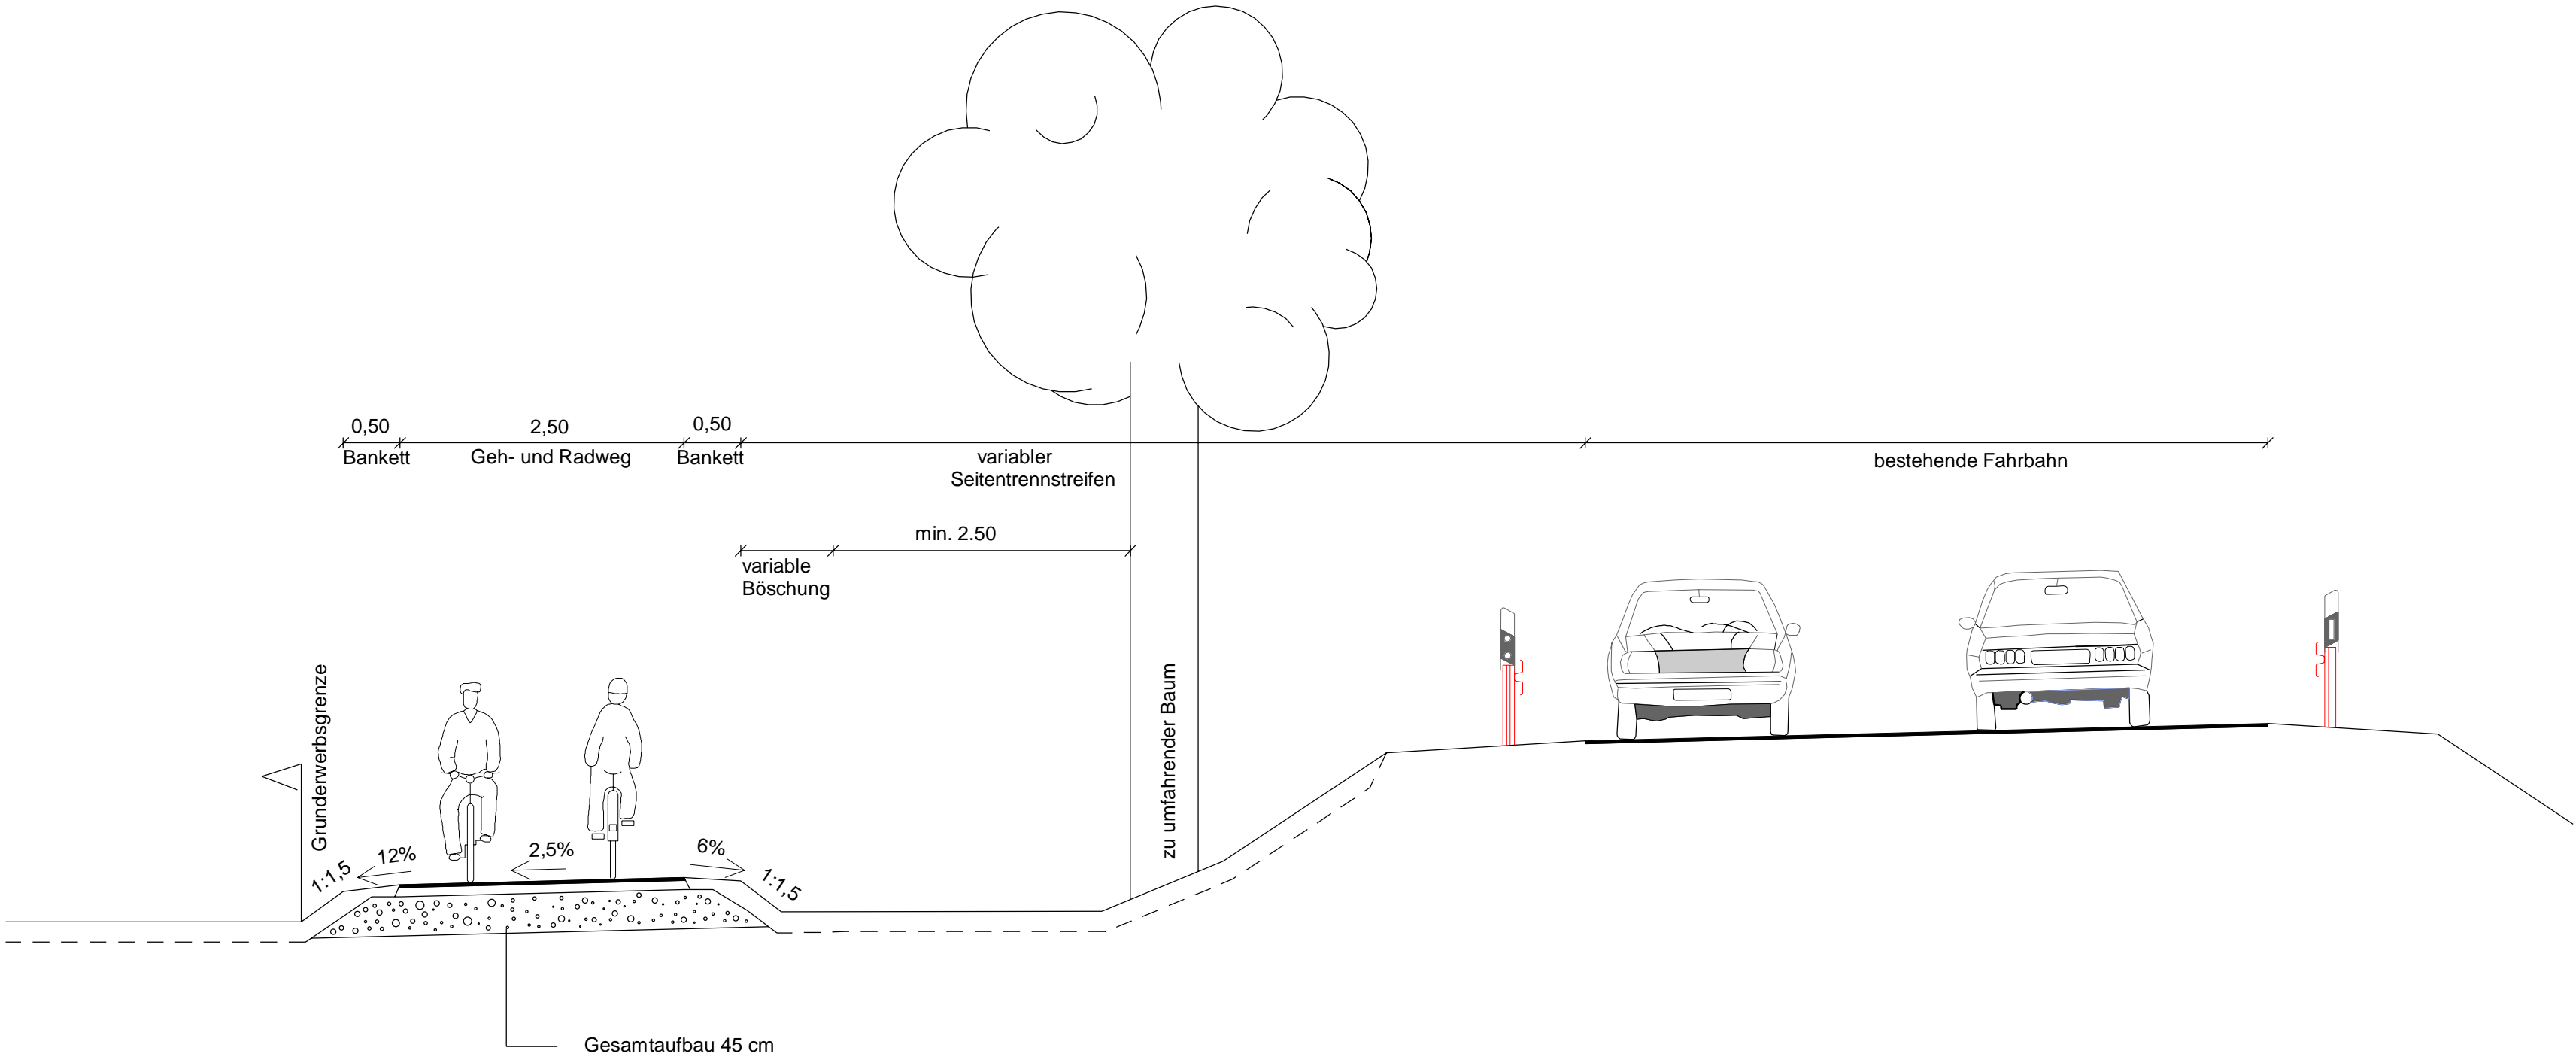 0,50
2,50
0,50
Bankett
Geh- und Radweg
Bankett
variabler
Seitentrennstreifen
bestehende Fahrbahn
min. 2.50
variable
Böschung
Grunderwerbsgrenze
zu umfahrender Baum
1:1,5
12%
2,5%
6%
1:1,5
Gesamtaufbau 45 cm